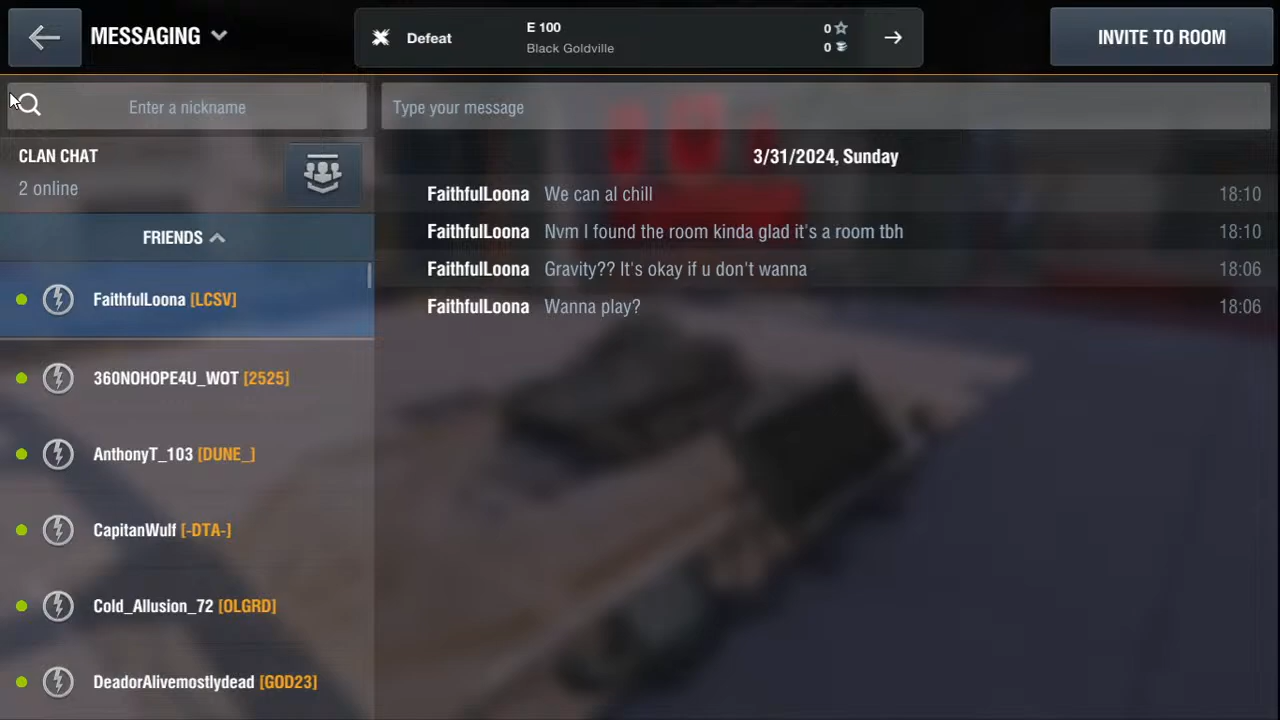 MESSAGING
Defeat
E 100
Black Goldville
0
0
INVITE TO ROOM
Enter a nickname
Type your message
CLAN CHAT
2 online
FRIENDS
FaithfulLoona [LCSV]
360NOHOPE4U_WOT [2525]
AnthonyT_103 [DUNE_]
CapitanWulf [-DTA-]
Cold_Allusion_72 [OLGRD]
DeadorAlivemostlydead [GOD23]
3/31/2024, Sunday
FaithfulLoona We can al chill 18:10
FaithfulLoona Nvm I found the room kinda glad it's a room tbh 18:10
FaithfulLoona Gravity?? It's okay if u don't wanna 18:06
FaithfulLoona Wanna play? 18:06